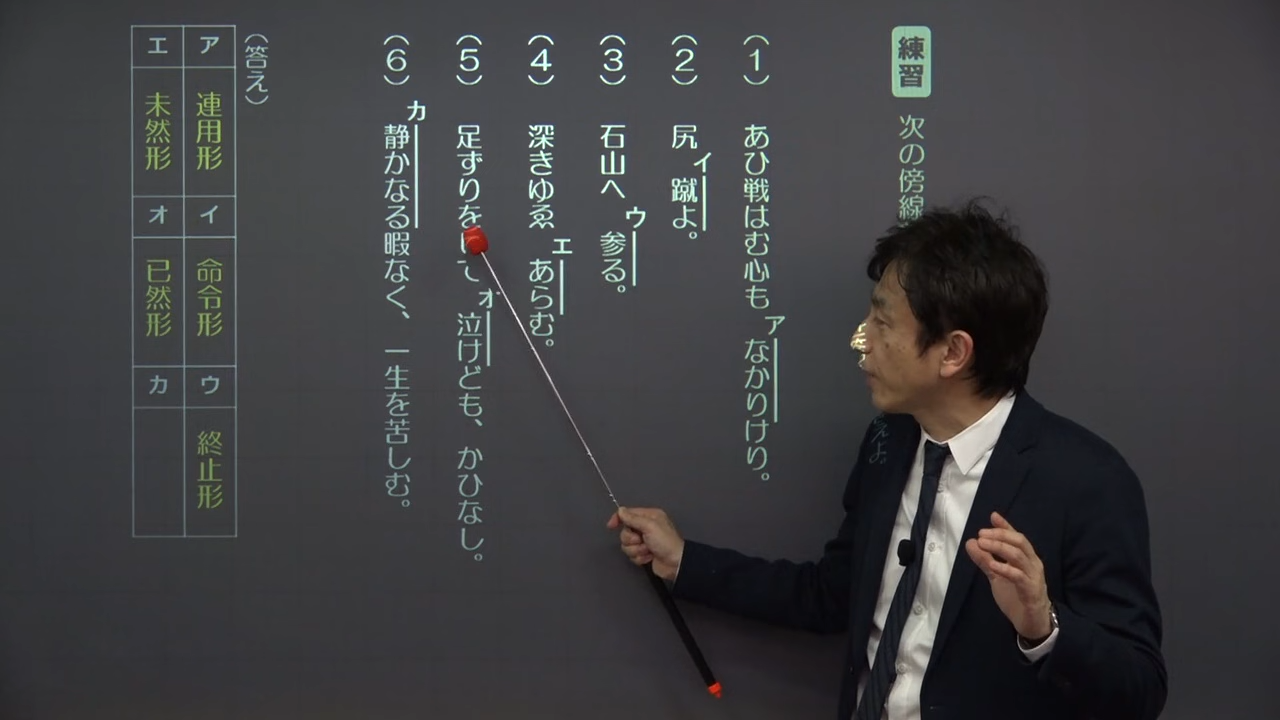 練習 次の傍線
えよ。
(1) あひ戦はむ心も ア なかりけり。
(2) 尻 イ 蹴よ。
(3) 石山へ ウ 参る。
(4) 深きゆゑ エ あらむ。
(5) 足ずりを て オ 泣けども、かひなし。
(6) カ 静かなる暇なく、一生を苦しむ。
(答え)
ア 連用形 イ 命令形 ウ 終止形
エ 未然形 オ 已然形 カ